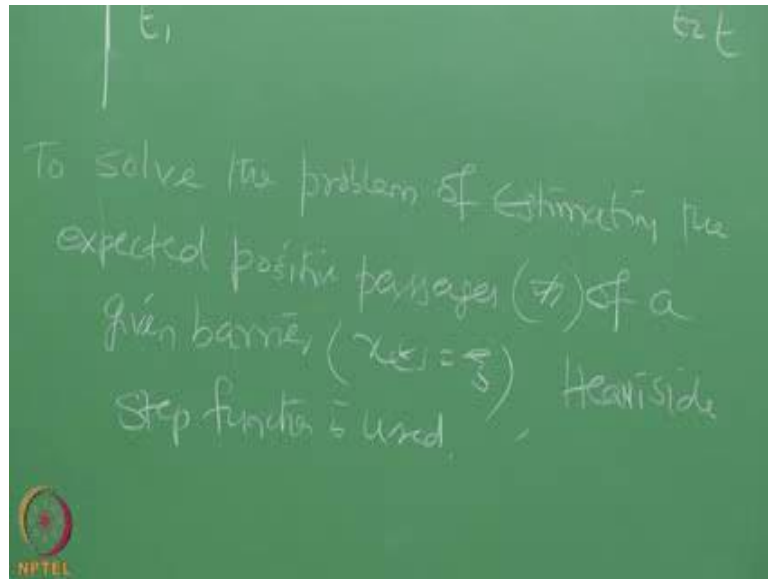 t₁ t₂ t
To solve the problem of Estimating the
expected positive passages (#) of a
given barrier (x(t) = ξ) Heaviside
step function is used.
NPTEL